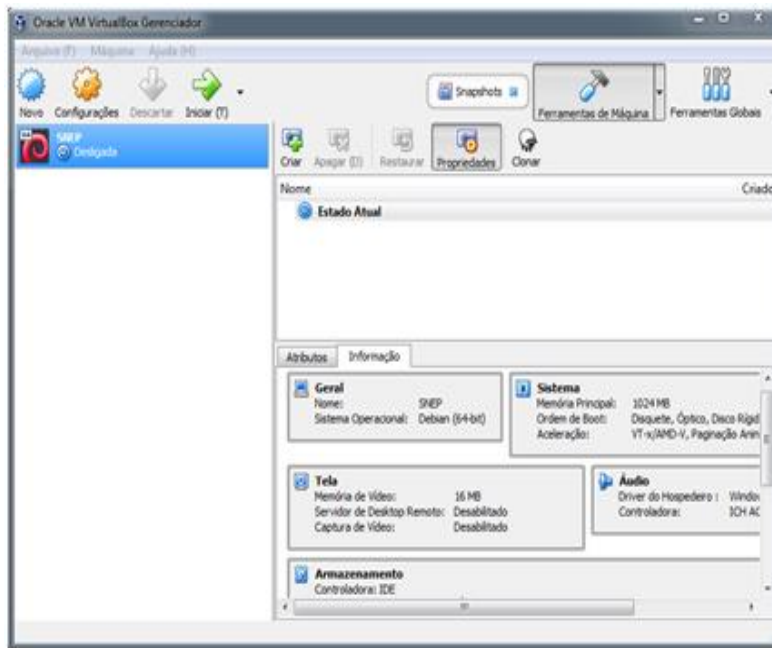 Oracle VM VirtualBox Gerenciador
Arquivo (F) Máquina Ajuda (H)
Novo Configurações Descartar Iniciar (T)
Snapshots
Ferramentas de Máquina
Ferramentas Globais
SNEP
Desligada
Criar Apagar (D) Restaurar Propriedades Clonar
Nome Criado
Estado Atual
Atributos Informação
Geral
Nome: SNEP
Sistema Operacional: Debian (64-bit)
Sistema
Memória Principal: 1024 MB
Ordem de Boot: Disquete, Óptico, Disco Rígid
Aceleração: VT-x/AMD-V, Paginação Anin
Tela
Memória de Vídeo: 16 MB
Servidor de Desktop Remoto: Desabilitado
Captura de Vídeo: Desabilitado
Áudio
Driver do Hospedeiro : Window
Controladora: ICH AC
Armazenamento
Controladora: IDE